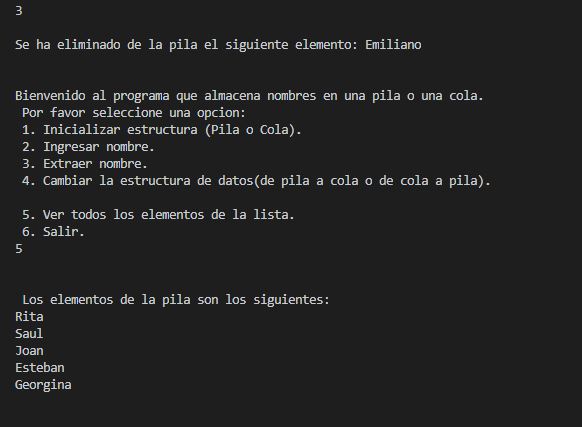 3
Se ha eliminado de la pila el siguiente elemento: Emiliano
Bienvenido al programa que almacena nombres en una pila o una cola.
Por favor seleccione una opcion:
1. Inicializar estructura (Pila o Cola).
2. Ingresar nombre.
3. Extraer nombre.
4. Cambiar la estructura de datos(de pila a cola o de cola a pila).
5. Ver todos los elementos de la lista.
6. Salir.
5
Los elementos de la pila son los siguientes:
Rita
Saul
Joan
Esteban
Georgina